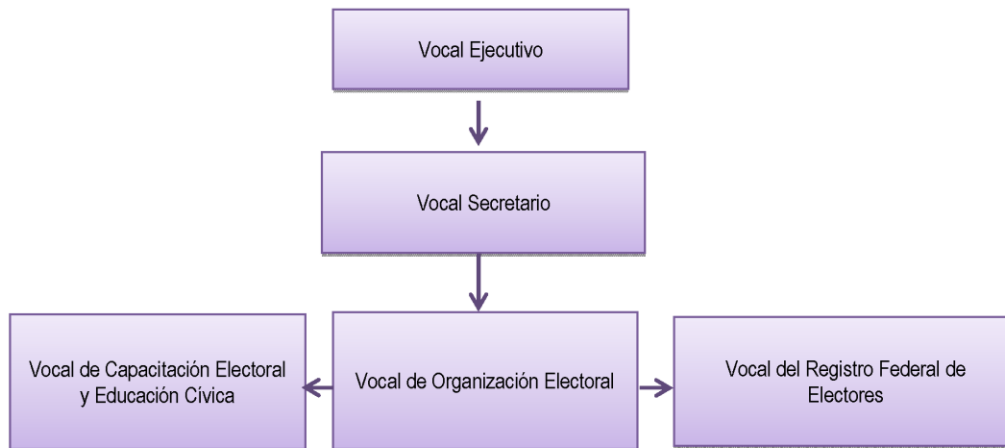 Vocal Ejecutivo
Vocal Secretario
Vocal de Capacitación Electoral
y Educación Cívica
Vocal de Organización Electoral
Vocal del Registro Federal de
Electores